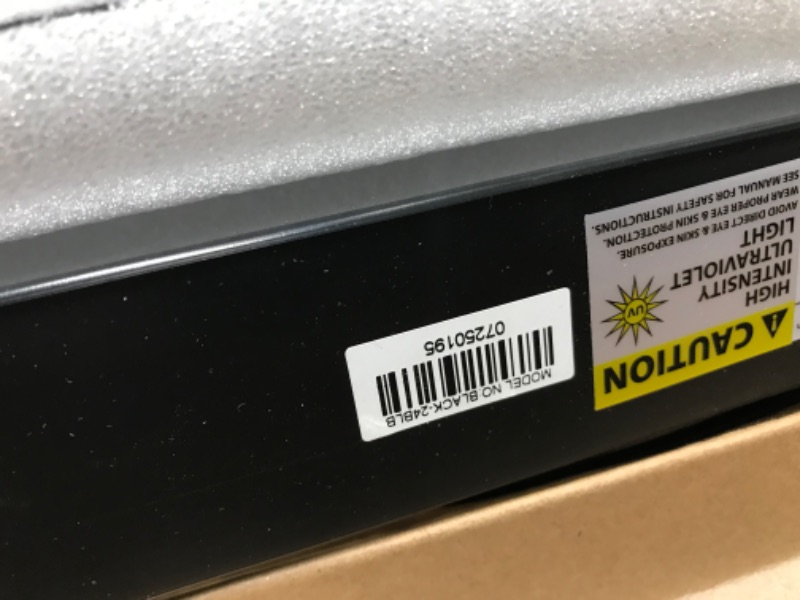 CAUTION
HIGH
INTENSITY
ULTRAVIOLET
LIGHT
UV
AVOID DIRECT EYE & SKIN EXPOSURE.
WEAR PROPER EYE & SKIN PROTECTION.
SEE MANUAL FOR SAFETY INSTRUCTIONS.
MODEL NO BLACK-24BLB
07250195